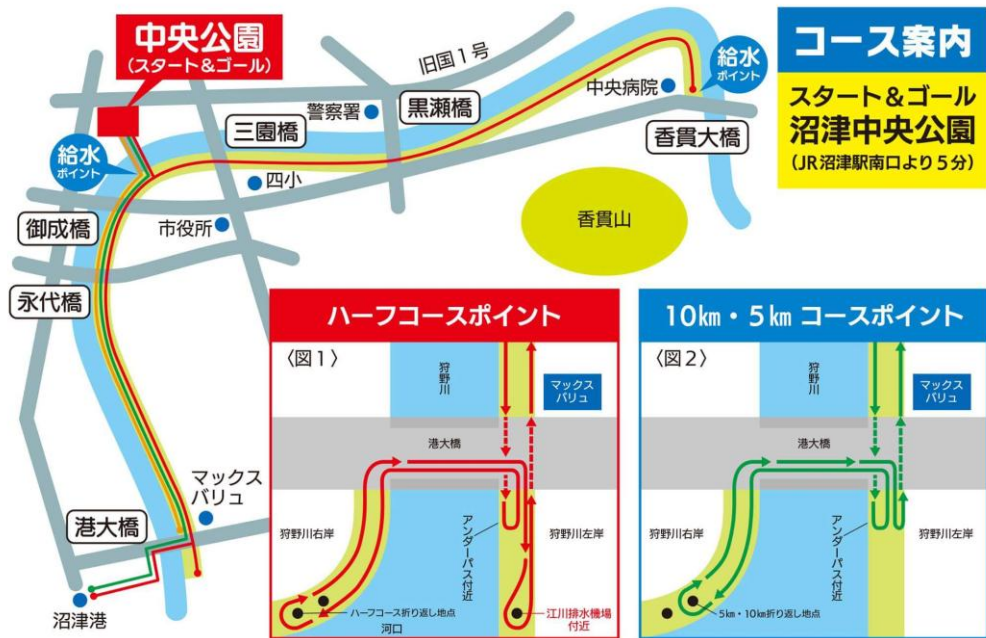 中央公園
(スタート&ゴール)
旧国1号
給水
ポイント
中央病院
コース案内
スタート&ゴール
沼津中央公園
(JR沼津駅南口より5分)
警察署
黒瀬橋
三園橋
香貫大橋
給水
ポイント
四小
御成橋
市役所
香貫山
永代橋
マックス
バリュ
港大橋
沼津港
ハーフコースポイント
〈図1〉
狩野川
マックス
バリュ
港大橋
狩野川右岸
アンダーパス付近
狩野川左岸
ハーフコース折り返し地点
河口
江川排水機場
付近
10km・5km コースポイント
〈図2〉
狩野川
マックス
バリュ
港大橋
狩野川右岸
アンダーパス付近
狩野川左岸
5km・10km折り返し地点